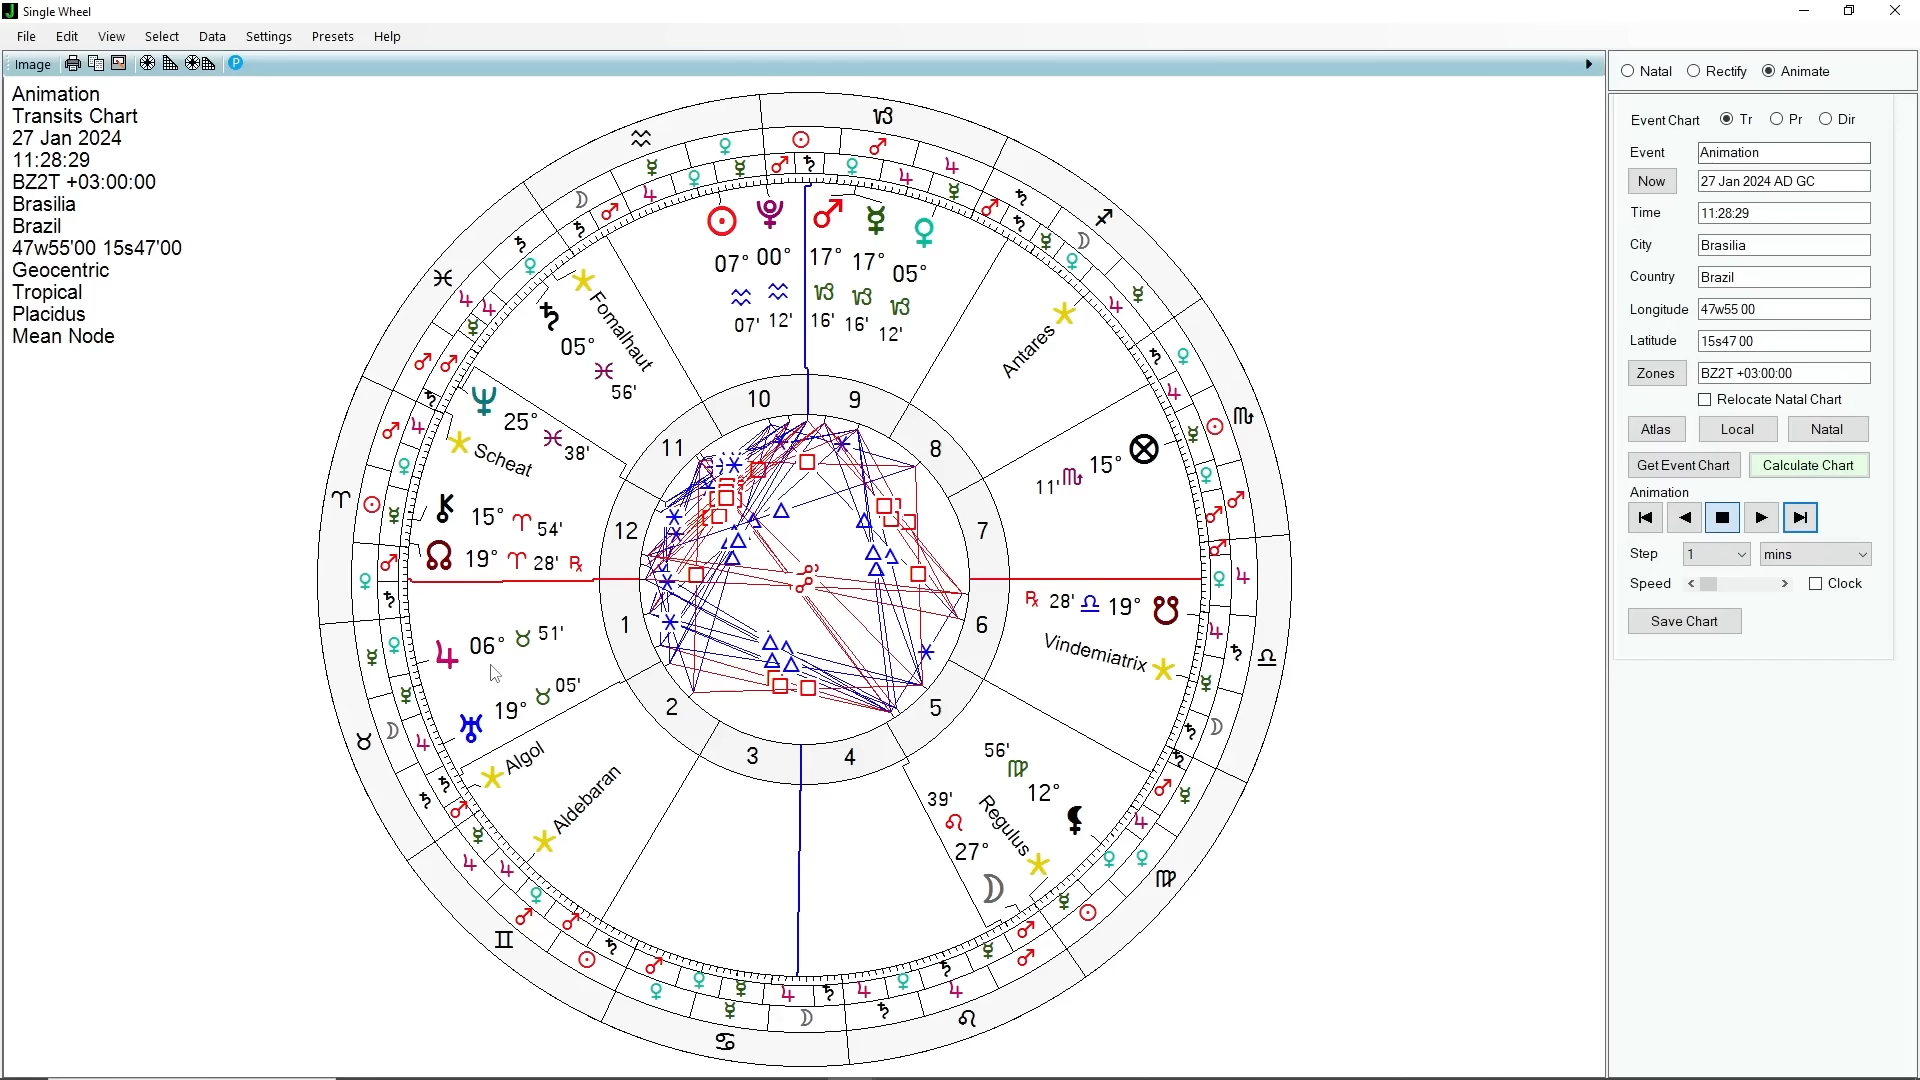 Single Wheel
File Edit View Select Data Settings Presets Help
Image P
Animation
Transits Chart
27 Jan 2024
11:28:29
BZ2T +03:00:00
Brasilia
Brazil
47w55'00 15s47'00
Geocentric
Tropical
Placidus
Mean Node
♒ ♑
♓ ♐
♈ ♏
♉ ♎
♊ ♍
♋ ♌
☉ ♇ ♂ ☿ ♀
07° 00° 17° 17° 05°
♒ ♒ ♑ ♑ ♑
07' 12' 16' 16' 12'
Fomalhaut
♄ 05° ♓ 56'
Antares
♆ 25° ♓ 38'
Scheat
⚷ 15° ♈ 54'
☊ 19° ♈ 28' ℞
11' ♏ 15° ⊗
℞ 28' ♎ 19° ☋
Vindemiatrix
♃ 06° ♉ 51'
♅ 19° ♉ 05'
Algol
Aldebaran
56' ♍ 12° ⚸
Regulus
39' ♌ 27° ☽
10 9
11 8
12 7
1 6
2 5
3 4
Natal Rectify Animate
Event Chart Tr Pr Dir
Event Animation
Now 27 Jan 2024 AD GC
Time 11:28:29
City Brasilia
Country Brazil
Longitude 47w55 00
Latitude 15s47 00
Zones BZ2T +03:00:00
Relocate Natal Chart
Atlas Local Natal
Get Event Chart Calculate Chart
Animation
Step 1 mins
Speed < > Clock
Save Chart